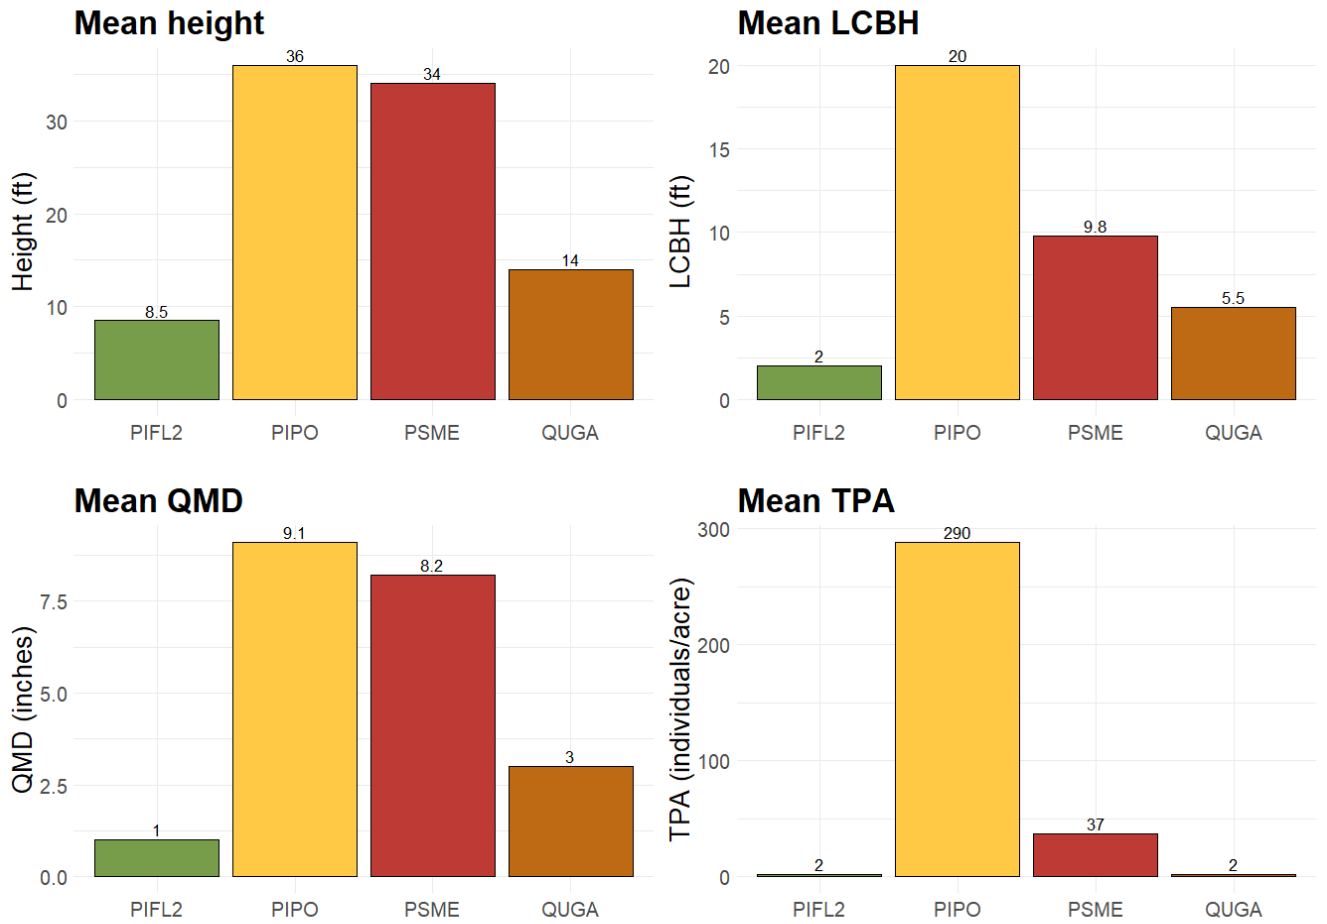 Mean height
Height (ft)
30
20
10
0
8.5
36
34
14
PIFL2 PIPO PSME QUGA
Mean LCBH
LCBH (ft)
20
15
10
5
0
2
20
9.8
5.5
PIFL2 PIPO PSME QUGA
Mean QMD
QMD (inches)
7.5
5.0
2.5
0.0
1
9.1
8.2
3
PIFL2 PIPO PSME QUGA
Mean TPA
TPA (individuals/acre)
300
200
100
0
2
290
37
2
PIFL2 PIPO PSME QUGA